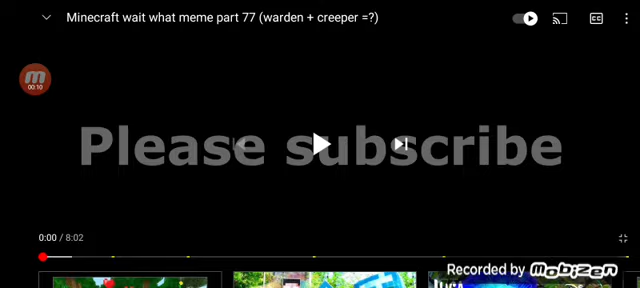 Minecraft wait what meme part 77 (warden + creeper =?)
CC
m
00:10
Please subscribe
0:00 / 8:02
Recorded by Mobizen